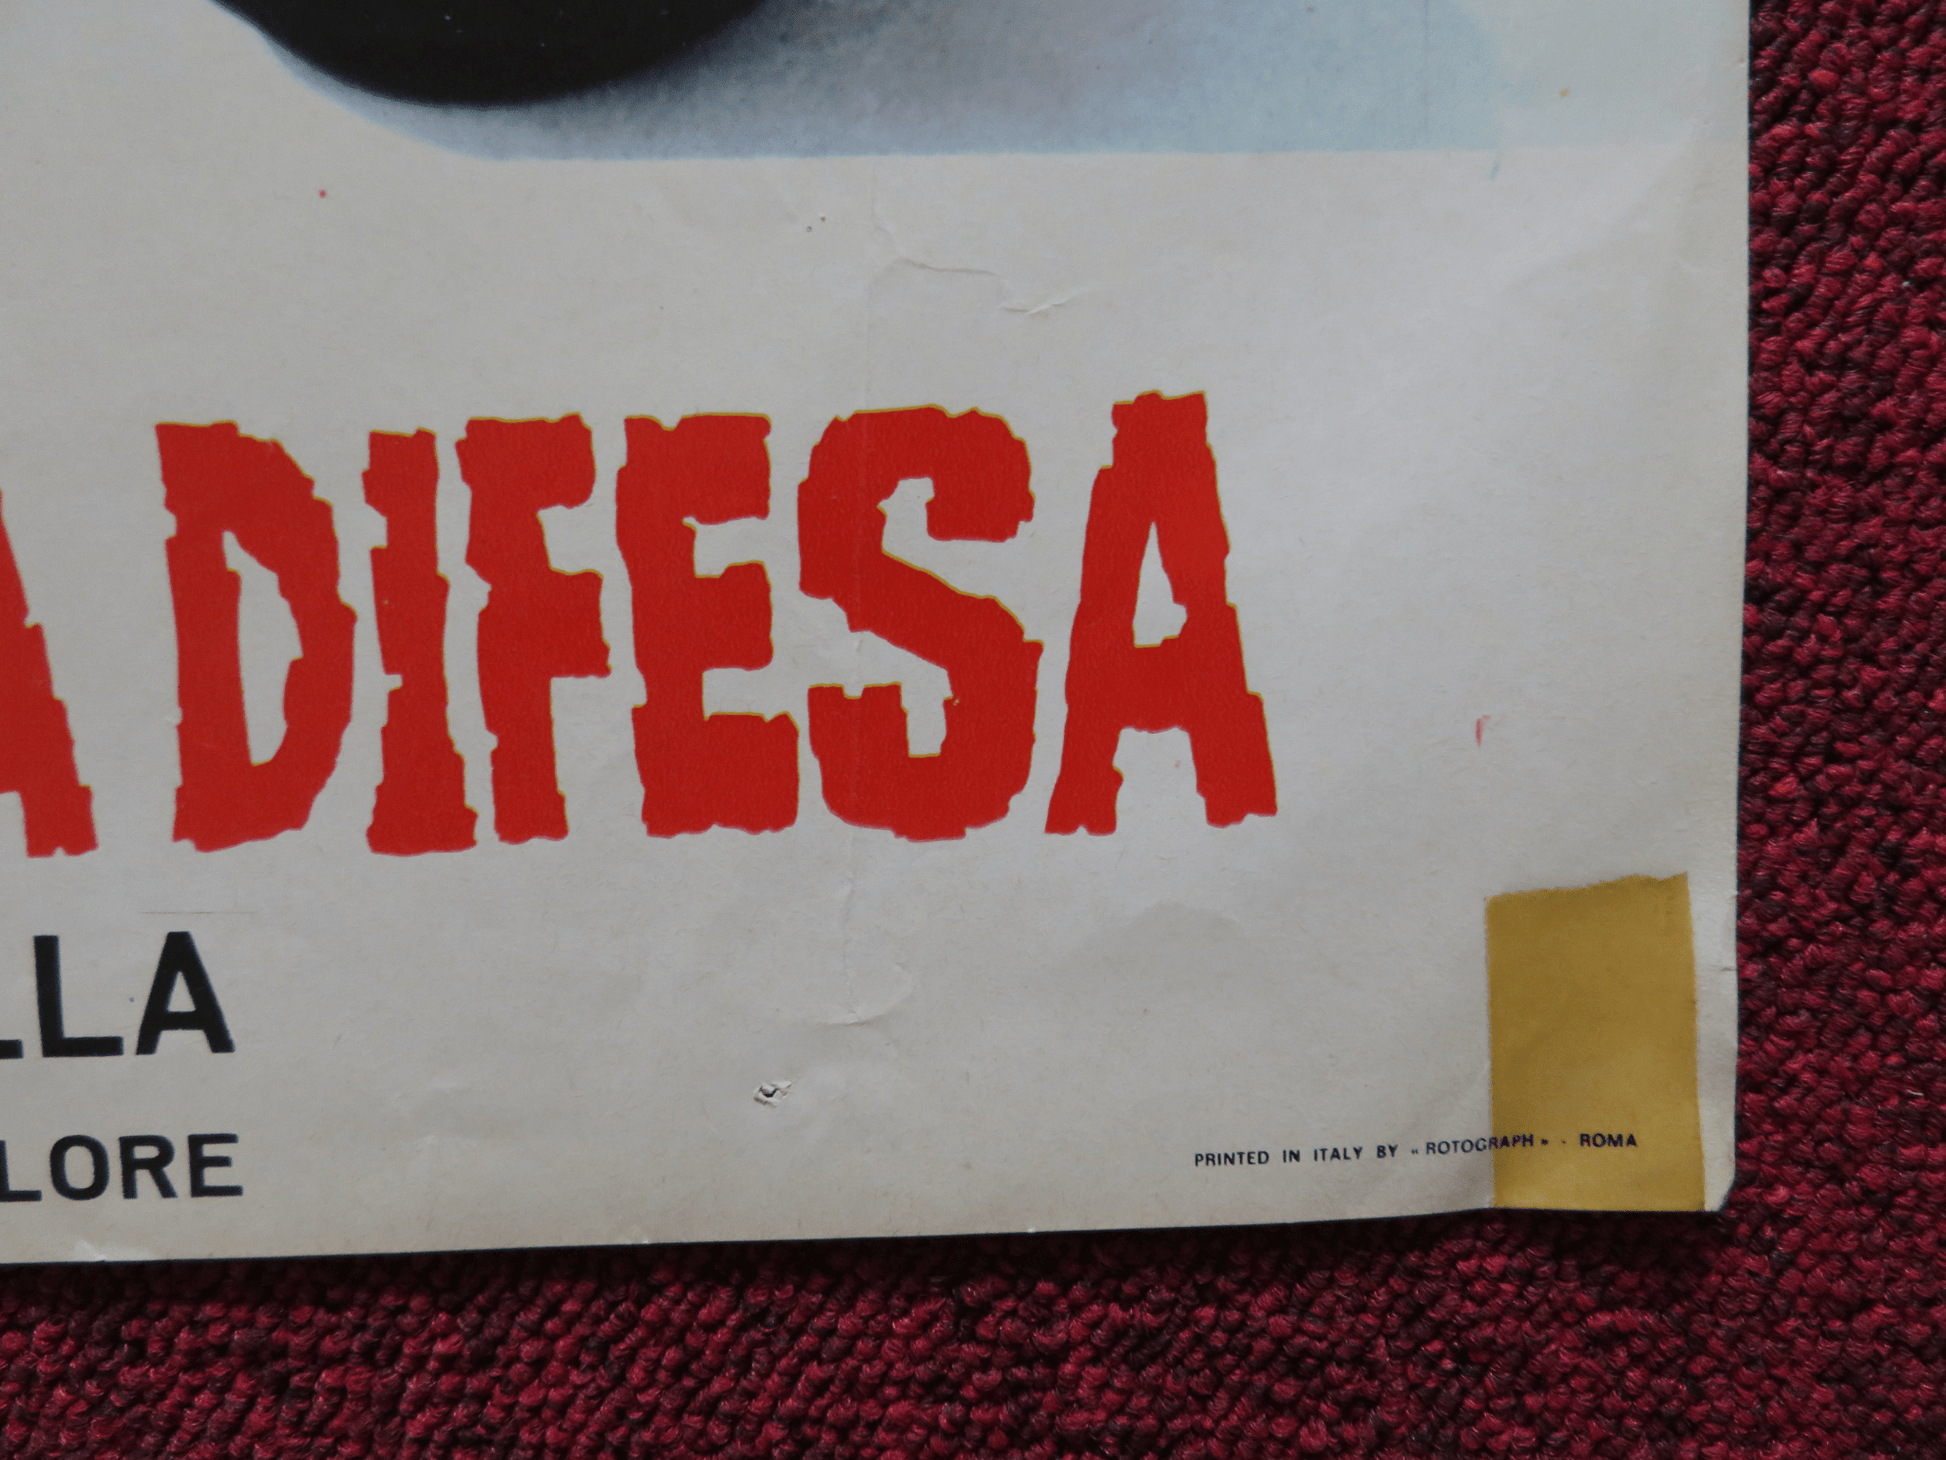 A DIFESA
LLA
LORE
PRINTED IN ITALY BY « ROTOGRAPH » - ROMA